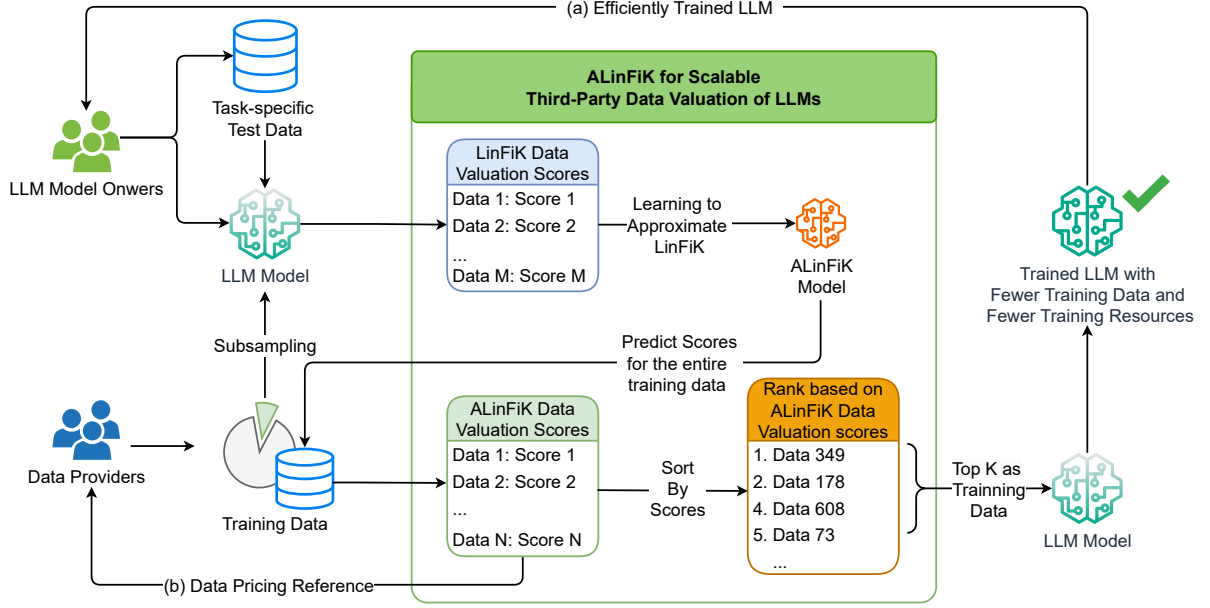 (a) Efficiently Trained LLM
ALinFiK for Scalable
Third-Party Data Valuation of LLMs
Task-specific
Test Data
LLM Model Onwers
LLM Model
LinFiK Data
Valuation Scores
Data 1: Score 1
Data 2: Score 2
...
Data M: Score M
Learning to
Approximate
LinFiK
ALinFiK
Model
Trained LLM with
Fewer Training Data and
Fewer Training Resources
Subsampling
Predict Scores
for the entire
training data
Data Providers
Training Data
ALinFiK Data
Valuation Scores
Data 1: Score 1
Data 2: Score 2
...
Data N: Score N
Sort
By
Scores
Rank based on
ALinFiK Data
Valuation scores
1. Data 349
2. Data 178
4. Data 608
5. Data 73
...
Top K as
Trainning
Data
LLM Model
(b) Data Pricing Reference